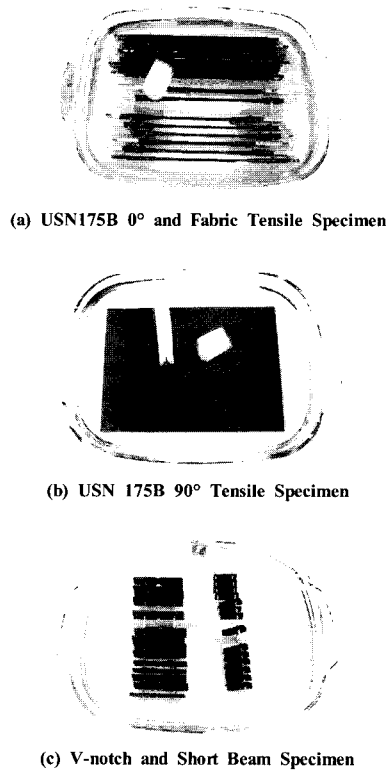 (a) USN175B 0° and Fabric Tensile Specimen
(b) USN 175B 90° Tensile Specimen
(c) V-notch and Short Beam Specimen